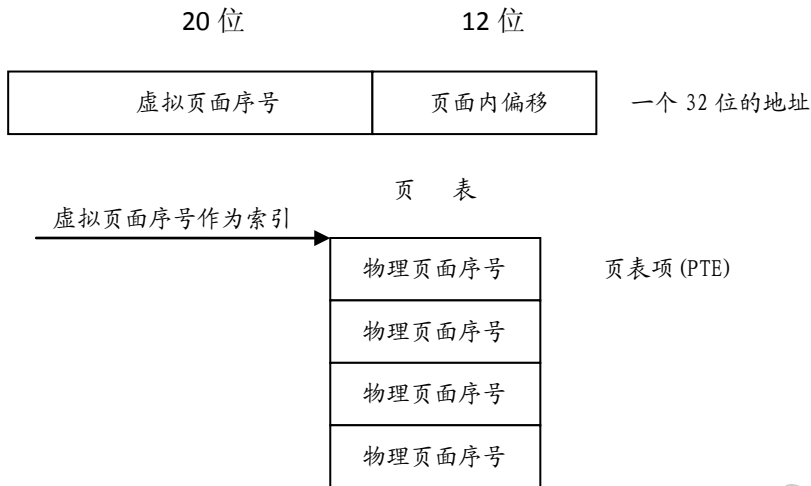 20 位 12 位
虚拟页面序号 页面内偏移 一个 32 位的地址
页 表
虚拟页面序号作为索引
物理页面序号 页表项(PTE)
物理页面序号
物理页面序号
物理页面序号